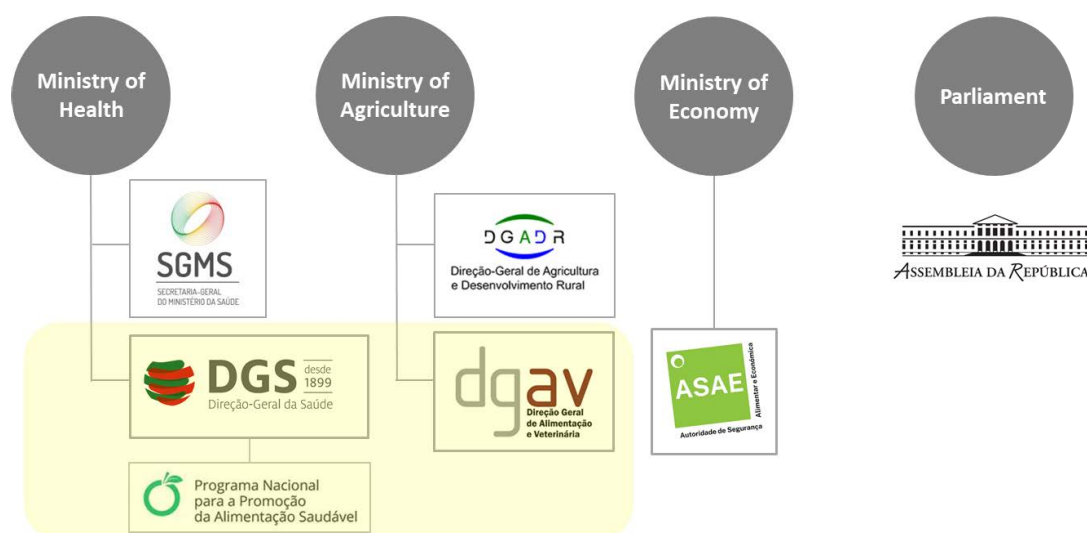 Ministry of
Health
Ministry of
Agriculture
Ministry of
Economy
Parliament
SGMS
SECRETARIA-GERAL
DO MINISTÉRIO DA SAÚDE
DGADR
Direção-Geral de Agricultura
e Desenvolvimento Rural
ASSEMBLEIA DA REPÚBLICA
DGS desde
1899
Direção-Geral da Saúde
dgav
Direção Geral
de Alimentação
e Veterinária
ASAE
Autoridade de Segurança
Alimentar e Económica
Programa Nacional
para a Promoção
da Alimentação Saudável